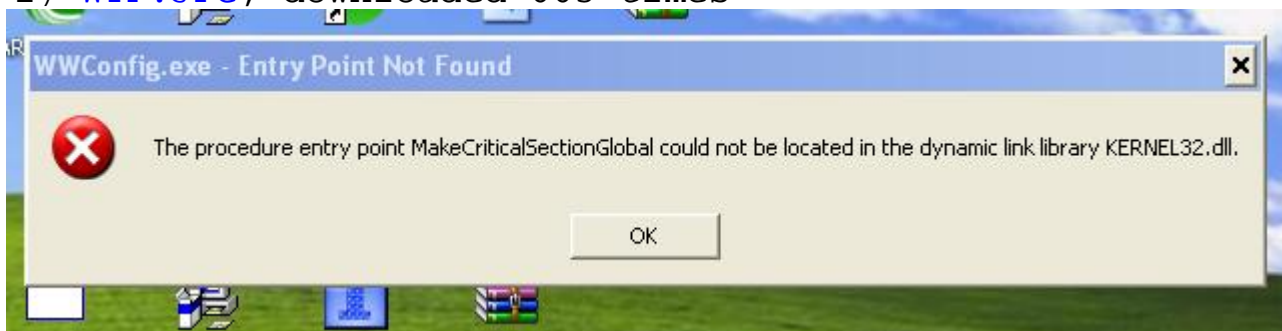 WWConfig.exe - Entry Point Not Found
The procedure entry point MakeCriticalSectionGlobal could not be located in the dynamic link library KERNEL32.dll.
OK